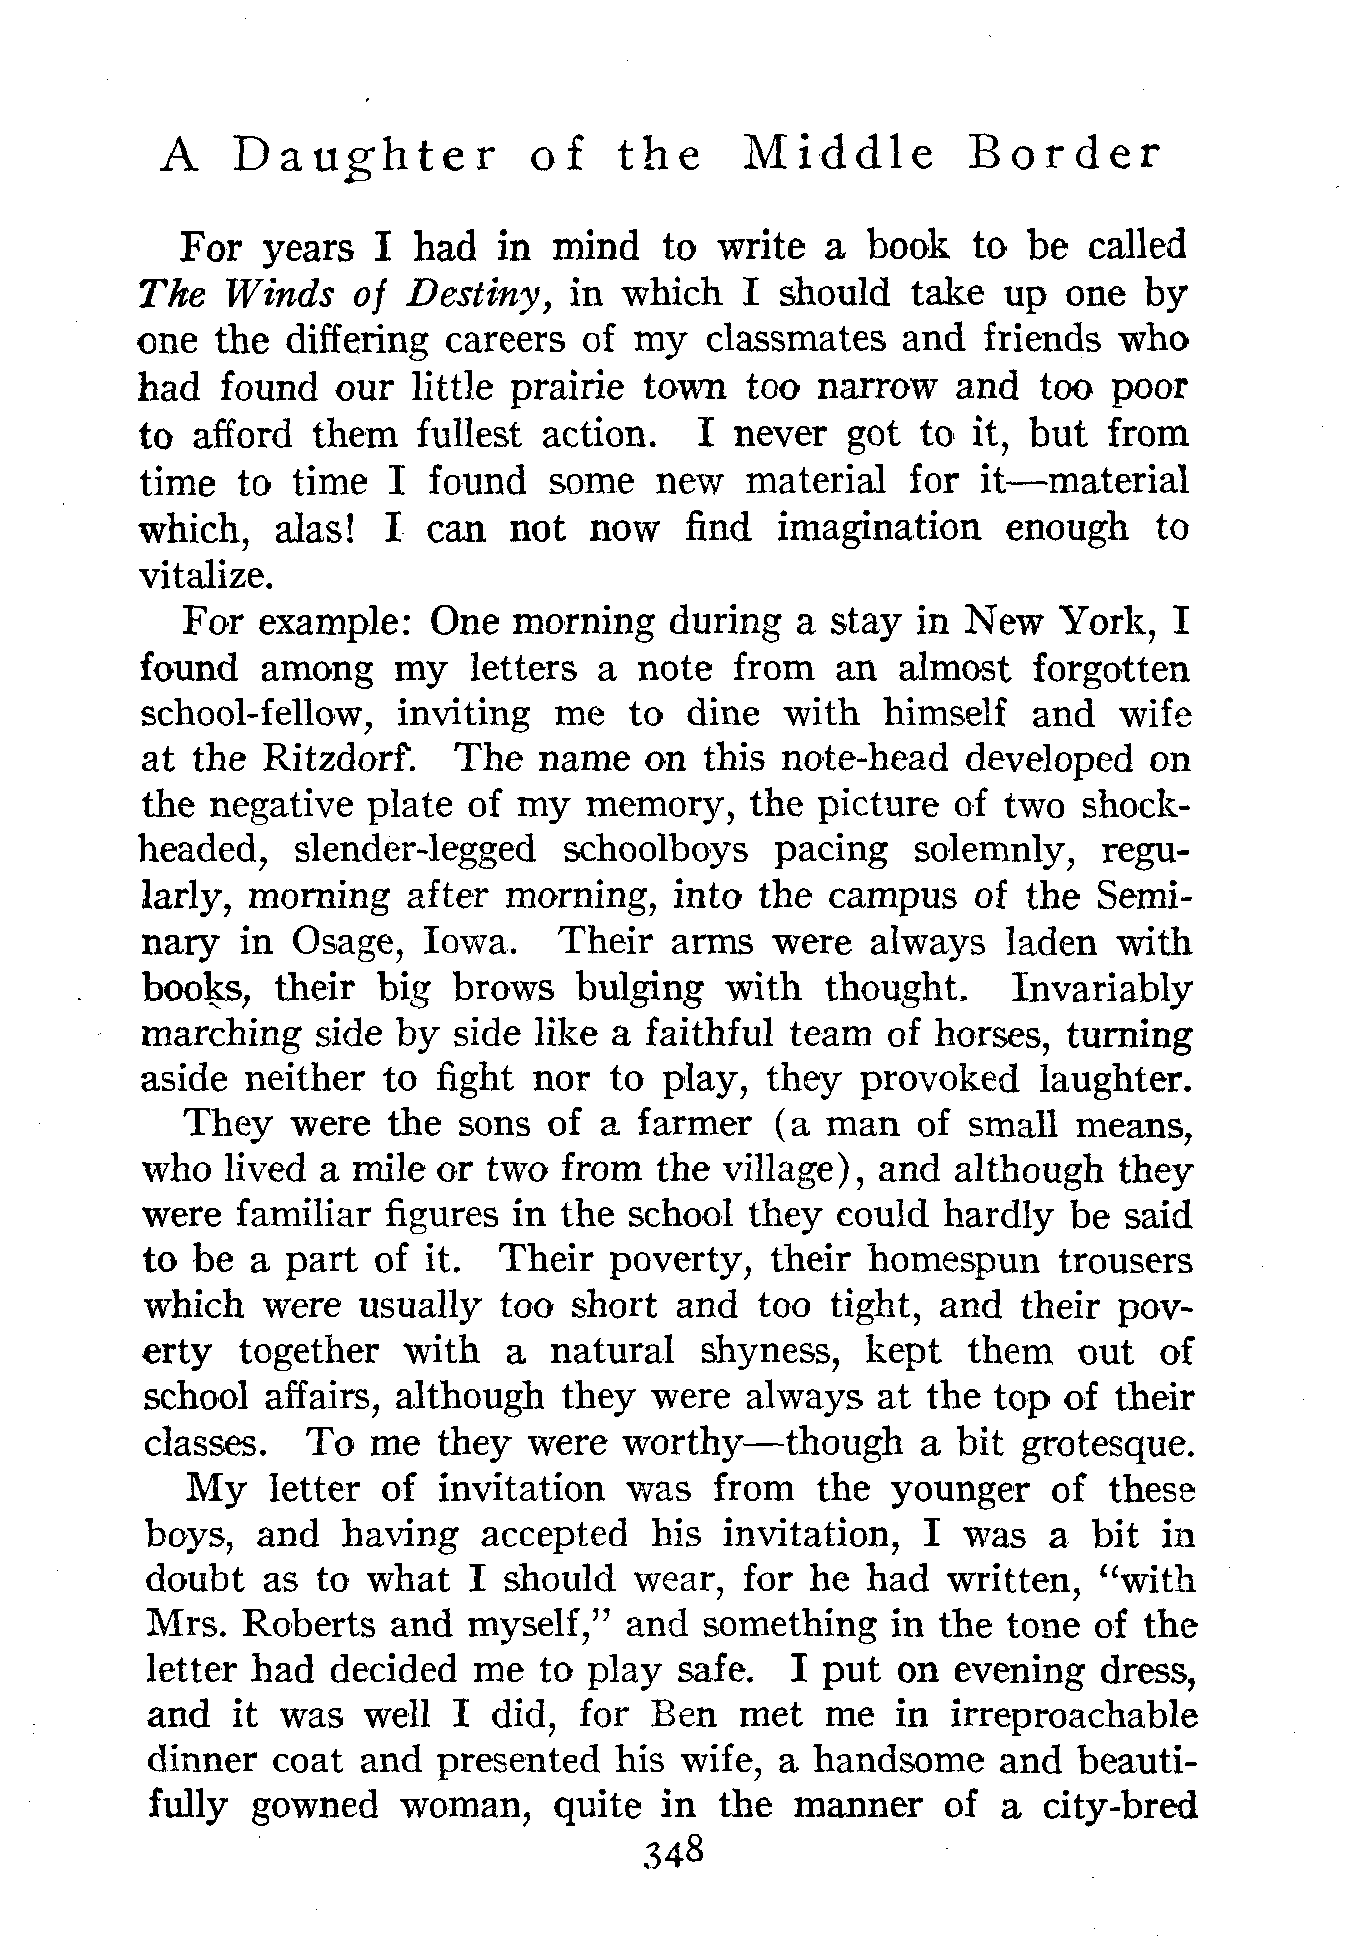 A Daughter of the Middle Border
For years I had in mind to write a book to be called
The Winds of Destiny, in which I should take up one by
one the differing careers of my classmates and friends who
had found our little prairie town too narrow and too poor
to afford them fullest action. I never got to it, but from
time to time I found some new material for it—material
which, alas! I can not now find imagination enough to
vitalize.
For example: One morning during a stay in New York, I
found among my letters a note from an almost forgotten
school-fellow, inviting me to dine with himself and wife
at the Ritzdorf. The name on this note-head developed on
the negative plate of my memory, the picture of two shock-
headed, slender-legged schoolboys pacing solemnly, regu-
larly, morning after morning, into the campus of the Semi-
nary in Osage, Iowa. Their arms were always laden with
books, their big brows bulging with thought. Invariably
marching side by side like a faithful team of horses, turning
aside neither to fight nor to play, they provoked laughter.
They were the sons of a farmer (a man of small means,
who lived a mile or two from the village), and although they
were familiar figures in the school they could hardly be said
to be a part of it. Their poverty, their homespun trousers
which were usually too short and too tight, and their pov-
erty together with a natural shyness, kept them out of
school affairs, although they were always at the top of their
classes. To me they were worthy—though a bit grotesque.
My letter of invitation was from the younger of these
boys, and having accepted his invitation, I was a bit in
doubt as to what I should wear, for he had written, “with
Mrs. Roberts and myself,” and something in the tone of the
letter had decided me to play safe. I put on evening dress,
and it was well I did, for Ben met me in irreproachable
dinner coat and presented his wife, a handsome and beauti-
fully gowned woman, quite in the manner of a city-bred
348